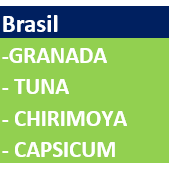 Brasil
-GRANADA
- TUNA
- CHIRIMOYA
- CAPSICUM